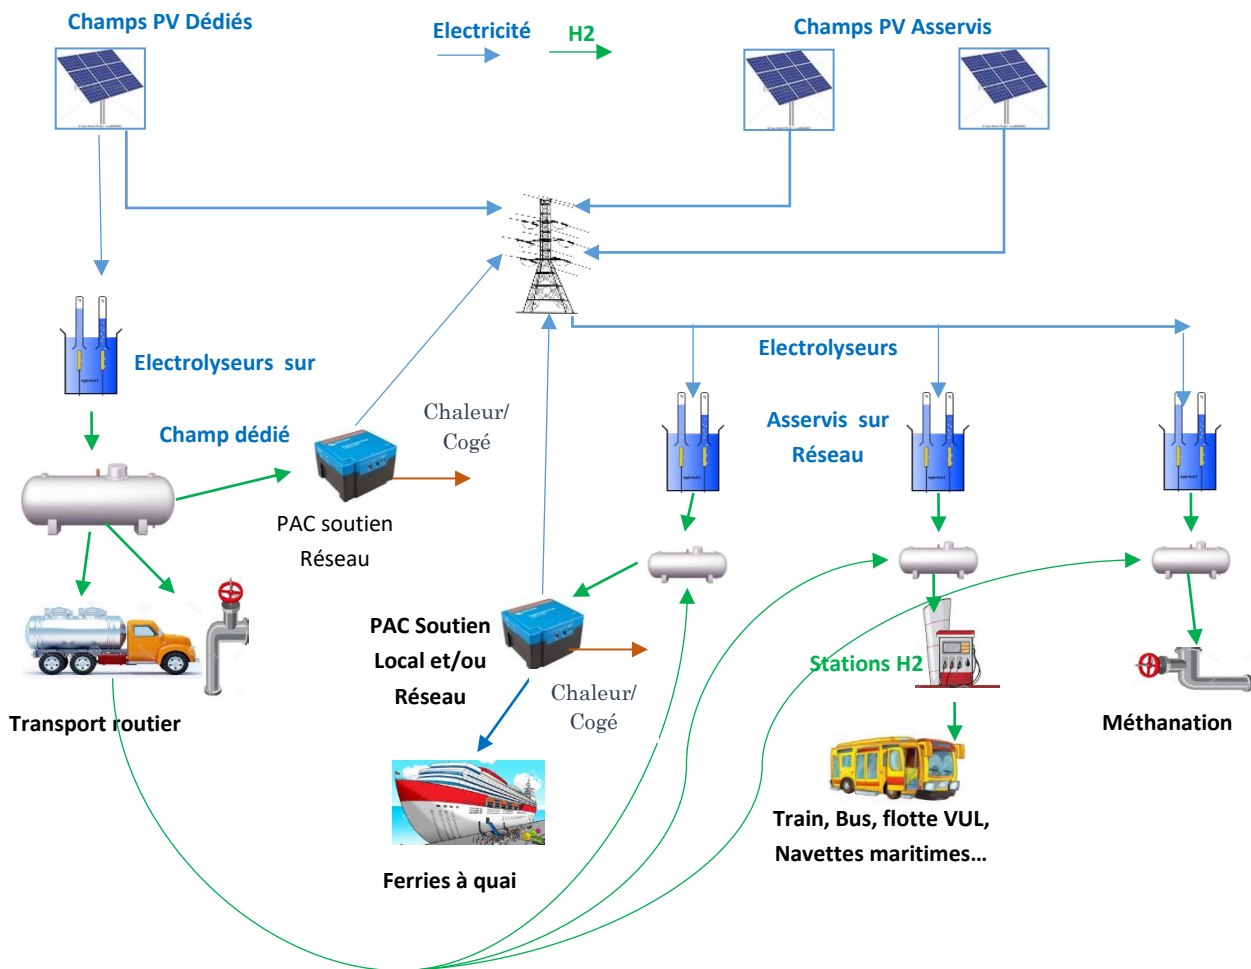 Champs PV Dédiés
Electricité
H2
Champs PV Asservis
Electrolyseurs sur
Champ dédié
Chaleur/
Cogé
PAC soutien
Réseau
Electrolyseurs
Asservis sur
Réseau
PAC Soutien
Local et/ou
Réseau
Chaleur/
Cogé
Stations H2
Transport routier
Méthanation
Train, Bus, flotte VUL,
Navettes maritimes…
Ferries à quai